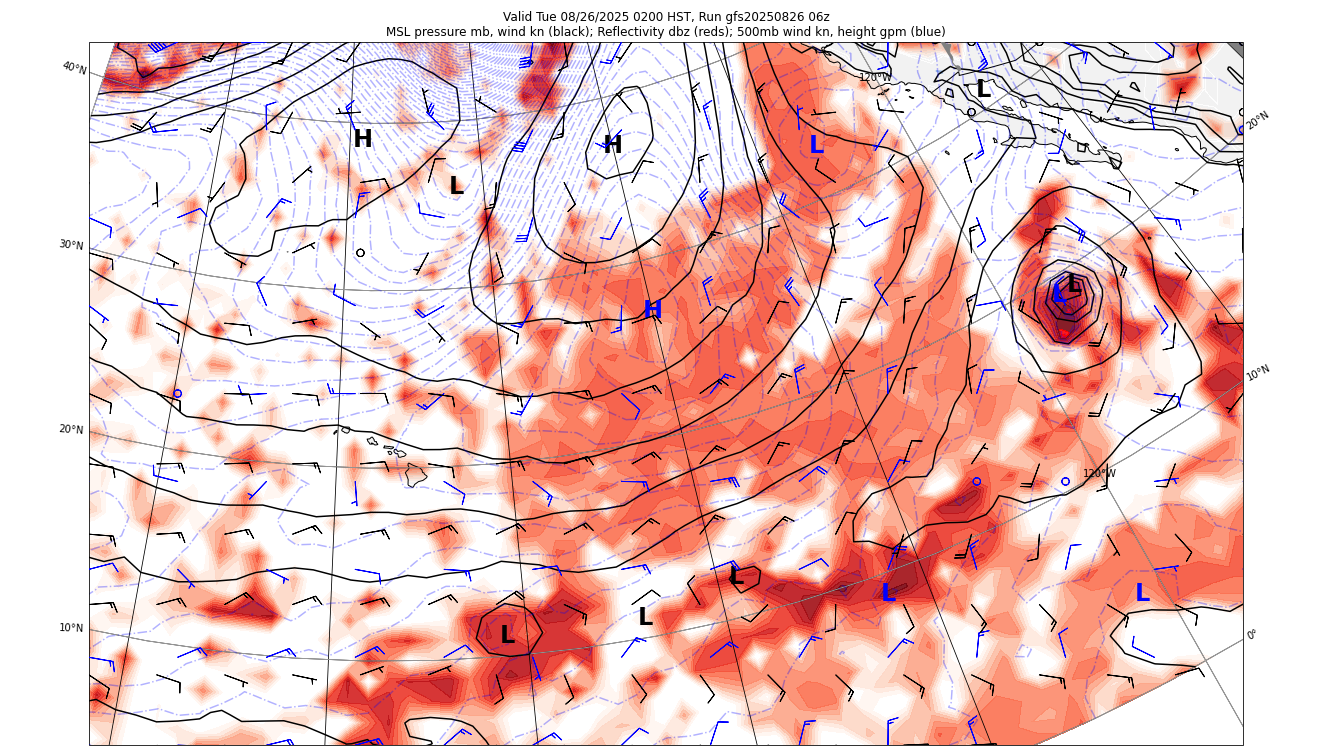 Valid Tue 08/26/2025 0200 HST, Run gfs20250826 06z
MSL pressure mb, wind kn (black); Reflectivity dbz (reds); 500mb wind kn, height gpm (blue)
40°N
120°W
L
20°N
H
H
L
L
30°N
L
L
H
10°N
20°N
120°W
L
L
L
10°N
L
L
0°